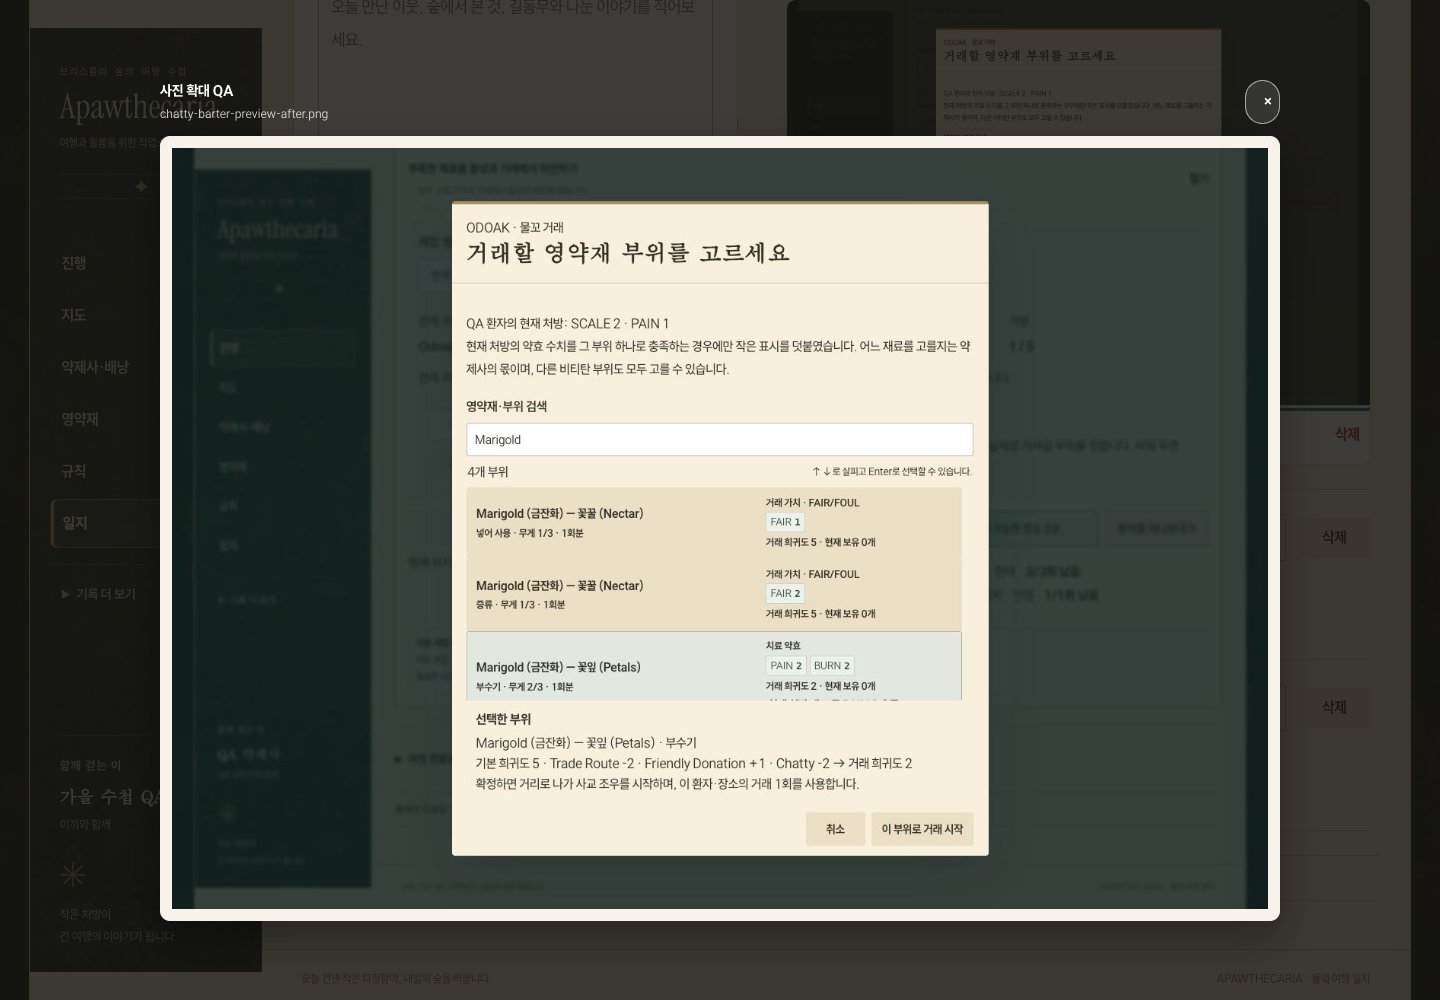 오늘 만난 이웃, 숲에서 본 것, 길동무와 나눈 이야기를 적어보
세요.
브리스들리 숲의 여행 수첩
Apawthecaria
여행과 돌봄을 위한 작업
사진 확대 QA
chatty-barter-preview-after.png
×
진행
지도
약제사·배낭
영약재
규칙
일지
▶ 기록 더 보기
함께 걷는 이
가을 수첩 QA
이끼와 함께
작은 처방이
긴 여행의 이야기가 됩니다
ODOAK · 물꼬 거래
거래할 영약재 부위를 고르세요
QA 환자의 현재 처방: SCALE 2 · PAIN 1
현재 처방의 약효 수치를 그 부위 하나로 충족하는 경우에만 작은 표시를 덧붙였습니다. 어느 재료를 고를지는 약
제사의 몫이며, 다른 비티탄 부위도 모두 고를 수 있습니다.
영약재·부위 검색
Marigold
4개 부위
↑ ↓ 로 살피고 Enter로 선택할 수 있습니다.
Marigold (금잔화) — 꽃꿀 (Nectar)
넣어 사용 · 무게 1/3 · 1회분
거래 가치 · FAIR/FOUL
FAIR 1
거래 희귀도 5 · 현재 보유 0개
Marigold (금잔화) — 꽃꿀 (Nectar)
증류 · 무게 1/3 · 1회분
거래 가치 · FAIR/FOUL
FAIR 2
거래 희귀도 5 · 현재 보유 0개
Marigold (금잔화) — 꽃잎 (Petals)
부수기 · 무게 2/3 · 1회분
치료 약효
PAIN 2 BURN 2
거래 희귀도 2 · 현재 보유 0개
선택한 부위
Marigold (금잔화) — 꽃잎 (Petals) · 부수기
기본 희귀도 5 · Trade Route -2 · Friendly Donation +1 · Chatty -2 → 거래 희귀도 2
확정하면 거리로 나가 사교 조우를 시작하며, 이 환자·장소의 거래 1회를 사용합니다.
취소
이 부위로 거래 시작
삭제
삭제
삭제
오늘 건넨 작은 다정함이, 내일의 숲을 바꿉니다.
APAWTHECARIA · 들녘 여행 일지